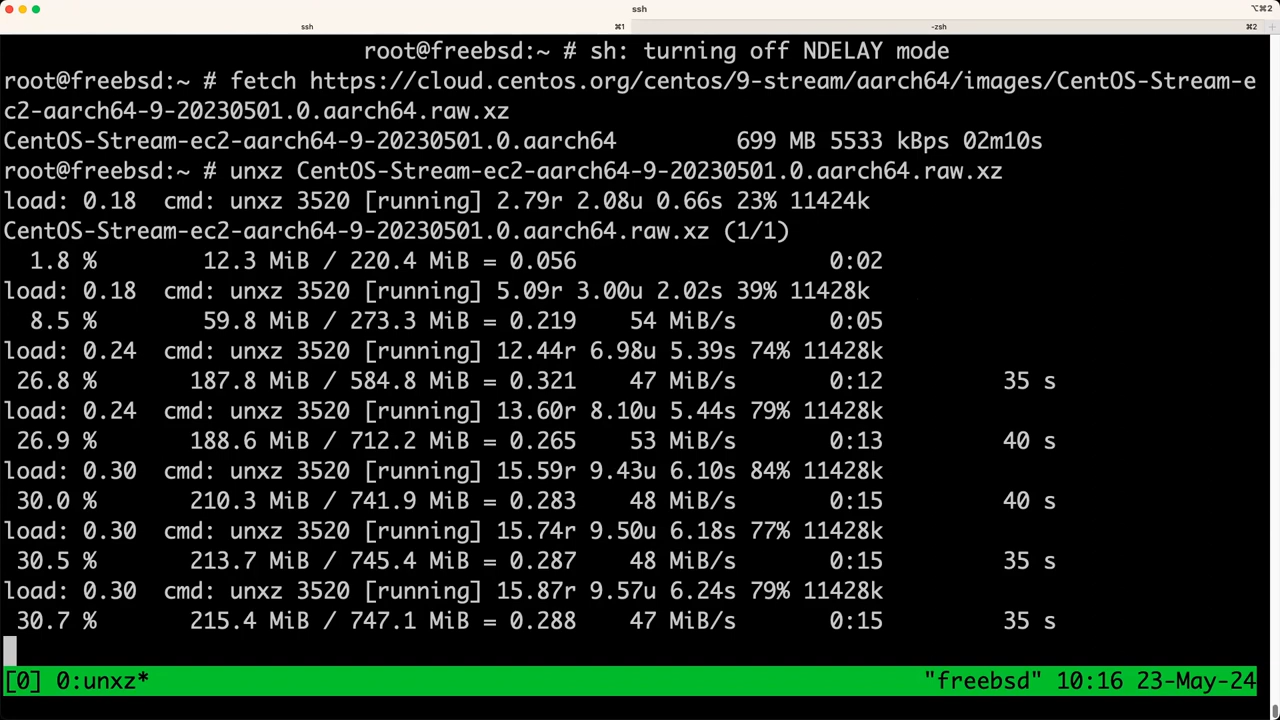 ssh
⌥⌘2
ssh
⌘1
-zsh
⌘2
root@freebsd:~ # sh: turning off NDELAY mode
root@freebsd:~ # fetch https://cloud.centos.org/centos/9-stream/aarch64/images/CentOS-Stream-e
c2-aarch64-9-20230501.0.aarch64.raw.xz
CentOS-Stream-ec2-aarch64-9-20230501.0.aarch64         699 MB 5533 kBps 02m10s
root@freebsd:~ # unxz CentOS-Stream-ec2-aarch64-9-20230501.0.aarch64.raw.xz
load: 0.18  cmd: unxz 3520 [running] 2.79r 2.08u 0.66s 23% 11424k
CentOS-Stream-ec2-aarch64-9-20230501.0.aarch64.raw.xz (1/1)
  1.8 %        12.3 MiB / 220.4 MiB = 0.056                   0:02
load: 0.18  cmd: unxz 3520 [running] 5.09r 3.00u 2.02s 39% 11428k
  8.5 %        59.8 MiB / 273.3 MiB = 0.219    54 MiB/s       0:05
load: 0.24  cmd: unxz 3520 [running] 12.44r 6.98u 5.39s 74% 11428k
 26.8 %       187.8 MiB / 584.8 MiB = 0.321    47 MiB/s       0:12         35 s
load: 0.24  cmd: unxz 3520 [running] 13.60r 8.10u 5.44s 79% 11428k
 26.9 %       188.6 MiB / 712.2 MiB = 0.265    53 MiB/s       0:13         40 s
load: 0.30  cmd: unxz 3520 [running] 15.59r 9.43u 6.10s 84% 11428k
 30.0 %       210.3 MiB / 741.9 MiB = 0.283    48 MiB/s       0:15         40 s
load: 0.30  cmd: unxz 3520 [running] 15.74r 9.50u 6.18s 77% 11428k
 30.5 %       213.7 MiB / 745.4 MiB = 0.287    48 MiB/s       0:15         35 s
load: 0.30  cmd: unxz 3520 [running] 15.87r 9.57u 6.24s 79% 11428k
 30.7 %       215.4 MiB / 747.1 MiB = 0.288    47 MiB/s       0:15         35 s
[0] 0:unxz*                                                          "freebsd" 10:16 23-May-24